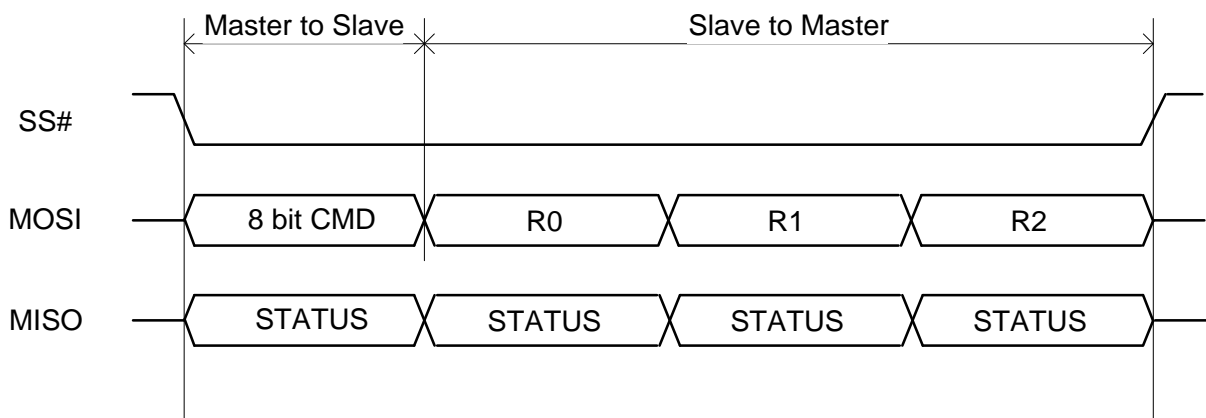 Master to Slave Slave to Master
SS#
MOSI 8 bit CMD R0 R1 R2
MISO STATUS STATUS STATUS STATUS